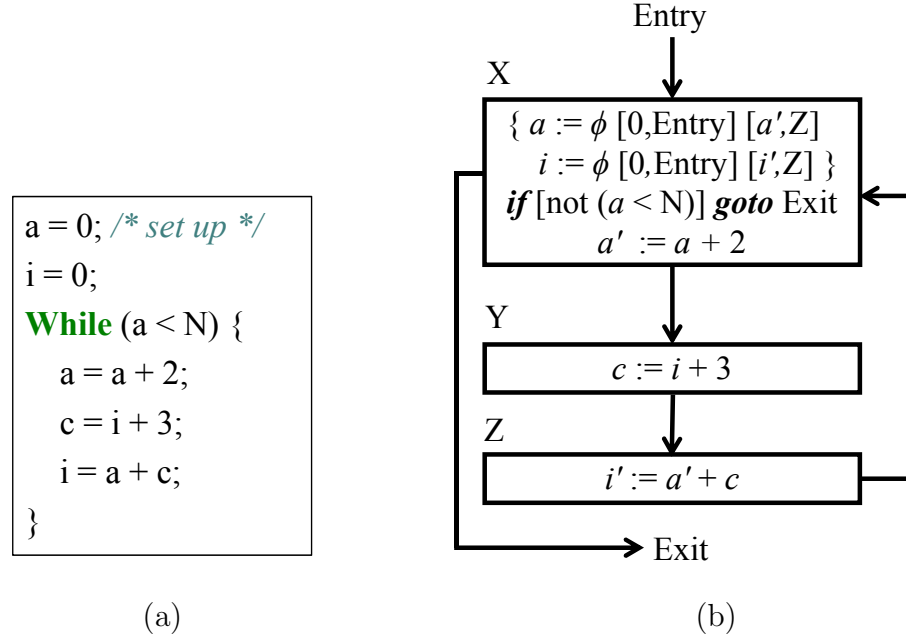 a = 0; /* set up */
i = 0;
While (a < N) {
a = a + 2;
c = i + 3;
i = a + c;
}
(a)
Entry
X
{ a := ϕ [0,Entry] [a′,Z]
i := ϕ [0,Entry] [i′,Z] }
if [not (a < N)] goto Exit
a′ := a + 2
Y
c := i + 3
Z
i′ := a′ + c
Exit
(b)